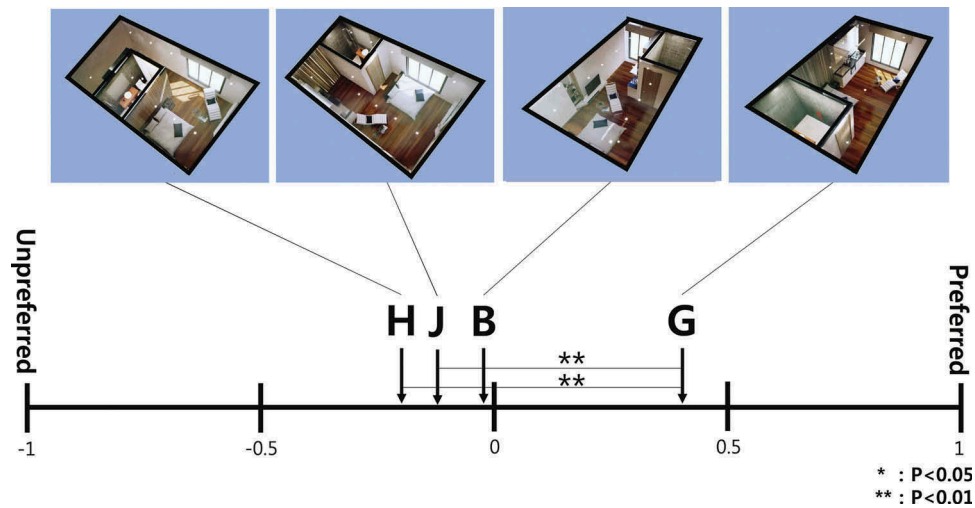 Unpreferred
Preferred
H J B G
**
**
-1 -0.5 0 0.5 1
* : P<0.05
** : P<0.01